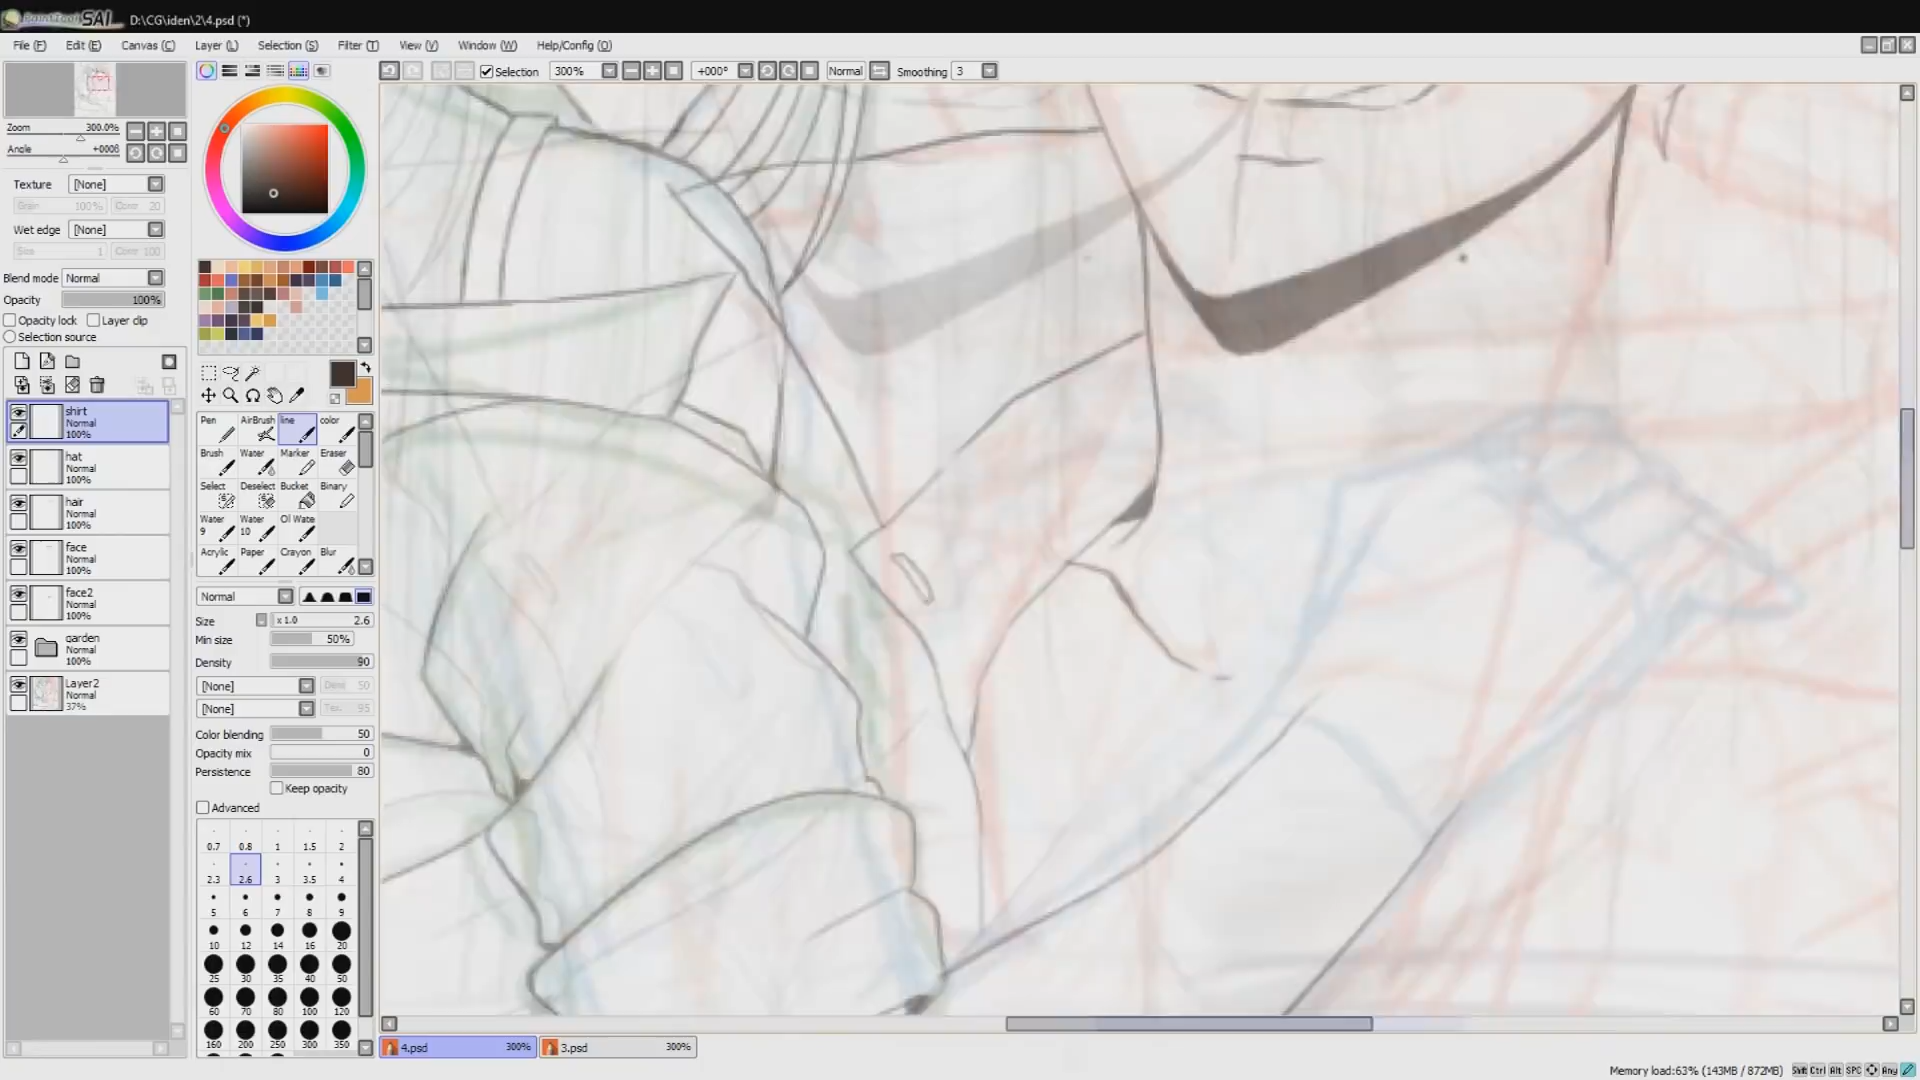 PaintTool SAI D:\CG\iden\2\4.psd (*)
File (F) Edit (E) Canvas (C) Layer (L) Selection (S) Filter (T) View (V) Window (W) Help/Config (O)
Selection 300% +000° Normal Smoothing 3
Zoom 300.0%
Angle
Texture [None]
100% 20
Wet edge [None]
Size 1 100
Blend mode Normal
Opacity 100%
Opacity lock Layer clip
Selection source
shirt
Normal
100%
hat
Normal
100%
hair
Normal
100%
face
Normal
100%
face2
Normal
100%
garden
Normal
100%
Layer2
Normal
37%
Pen AirBrush line color
Brush Water Marker Eraser
Select Deselect Bucket Binary
Water 9 Water 10 Oil Wate
Acrylic Paper Crayon Blur
Normal
Size x 1.0 2.6
Min size 50%
Density 90
[None] 50
[None] 95
Color blending 50
Opacity mix 0
Persistence 80
Keep opacity
Advanced
0.7 0.8 1 1.5 2
2.3 2.6 3 3.5 4
5 6 7 8 9
10 12 14 16 20
25 30 35 40 50
60 70 80 100 120
160 200 250 300 350
4.psd 300% 3.psd 300%
Memory load:63% (143MB / 872MB) Shift Ctrl Alt SPC Any